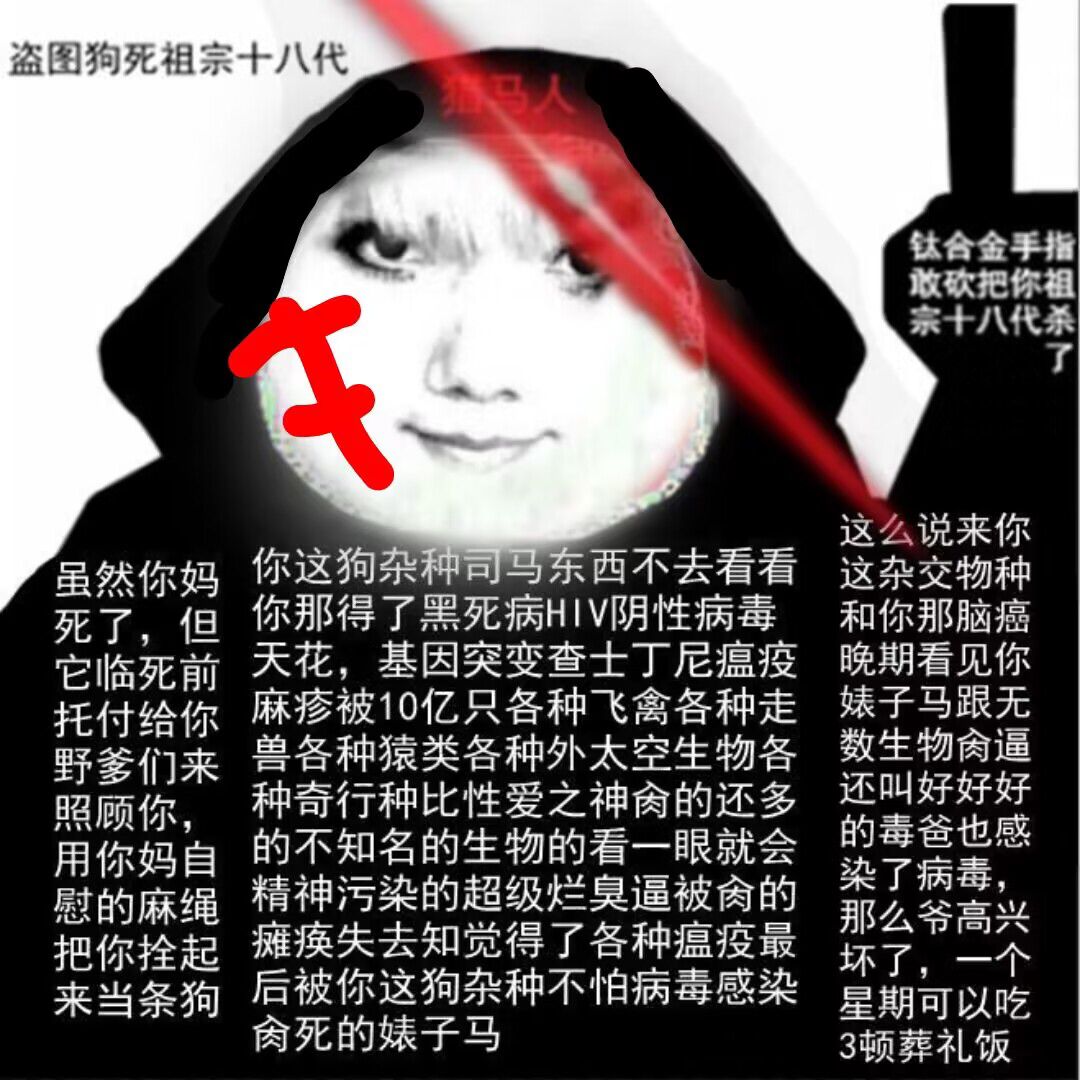 盗图狗死祖宗十八代
猫马人
钛合金手指
敢砍把你祖
宗十八代杀
了
虽然你妈
死了，但
它临死前
托付给你
野爹们来
照顾你，
用你妈自
慰的麻绳
把你拴起
来当条狗
你这狗杂种司马东西不去看看
你那得了黑死病HIV阴性病毒
天花，基因突变查士丁尼瘟疫
麻疹被10亿只各种飞禽各种走
兽各种猿类各种外太空生物各
种奇行种比性爱之神肏的还多
的不知名的生物的看一眼就会
精神污染的超级烂臭逼被肏的
瘫痪失去知觉得了各种瘟疫最
后被你这狗杂种不怕病毒感染
肏死的婊子马
这么说来你
这杂交物种
和你那脑癌
晚期看见你
婊子马跟无
数生物肏逼
还叫好好好
的毒爸也感
染了病毒，
那么爷高兴
坏了，一个
星期可以吃
3顿葬礼饭